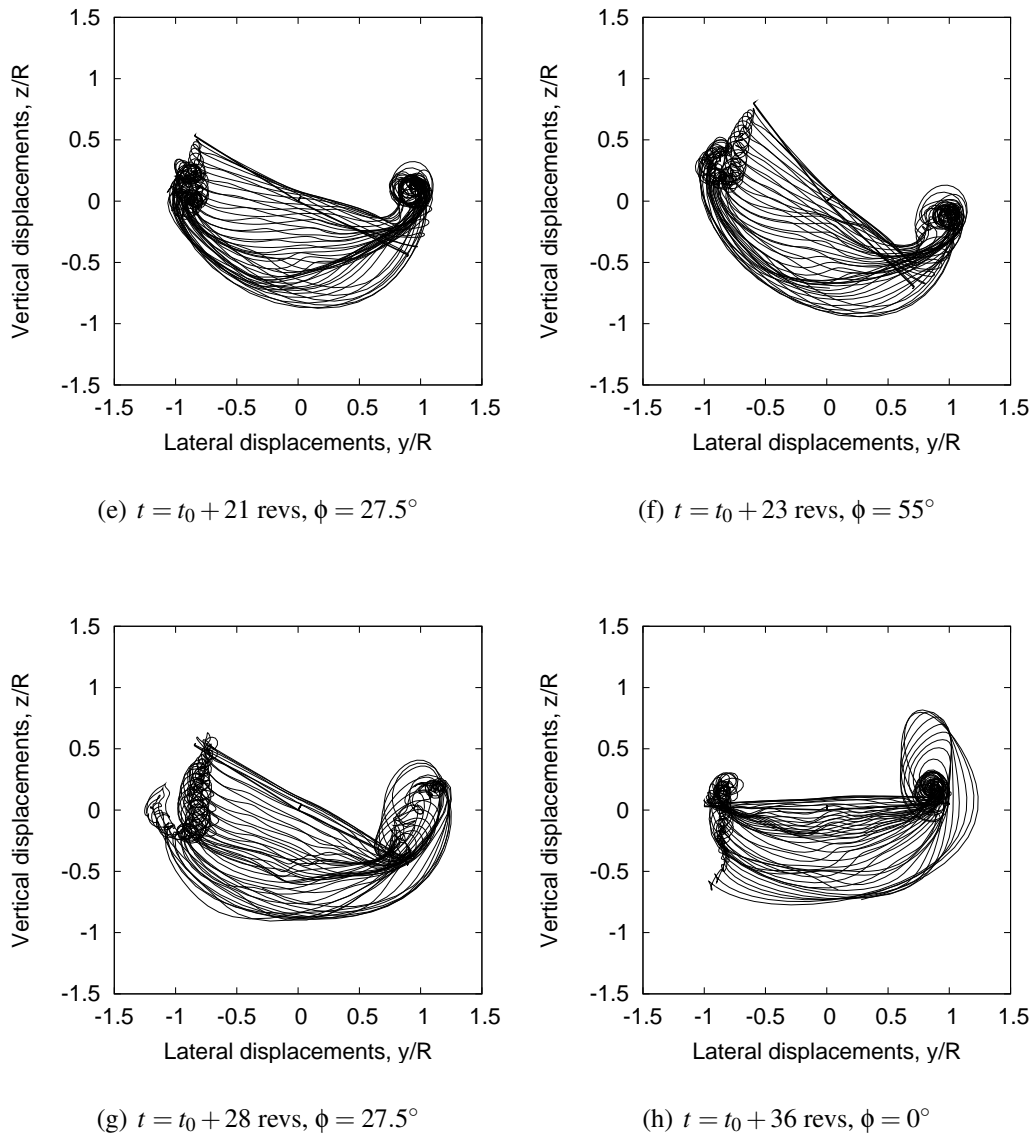 1.5
1
0.5
0
-0.5
-1
-1.5
-1.5 -1 -0.5 0 0.5 1 1.5
Vertical displacements, z/R
Lateral displacements, y/R
(e) t = t₀ + 21 revs, ϕ = 27.5°
1.5
1
0.5
0
-0.5
-1
-1.5
-1.5 -1 -0.5 0 0.5 1 1.5
Vertical displacements, z/R
Lateral displacements, y/R
(f) t = t₀ + 23 revs, ϕ = 55°
1.5
1
0.5
0
-0.5
-1
-1.5
-1.5 -1 -0.5 0 0.5 1 1.5
Vertical displacements, z/R
Lateral displacements, y/R
(g) t = t₀ + 28 revs, ϕ = 27.5°
1.5
1
0.5
0
-0.5
-1
-1.5
-1.5 -1 -0.5 0 0.5 1 1.5
Vertical displacements, z/R
Lateral displacements, y/R
(h) t = t₀ + 36 revs, ϕ = 0°